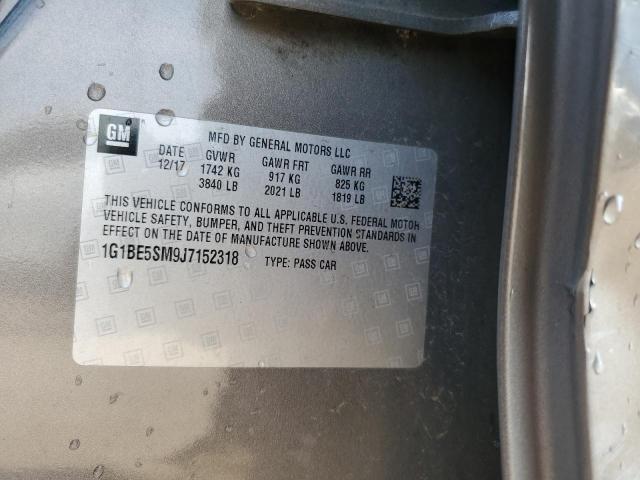 GM
MFD BY GENERAL MOTORS LLC
DATE GVWR GAWR FRT GAWR RR
12/17 1742 KG 917 KG 825 KG
3840 LB 2021 LB 1819 LB
THIS VEHICLE CONFORMS TO ALL APPLICABLE U.S. FEDERAL MOTOR
VEHICLE SAFETY, BUMPER, AND THEFT PREVENTION STANDARDS IN
EFFECT ON THE DATE OF MANUFACTURE SHOWN ABOVE.
1G1BE5SM9J7152318 TYPE: PASS CAR